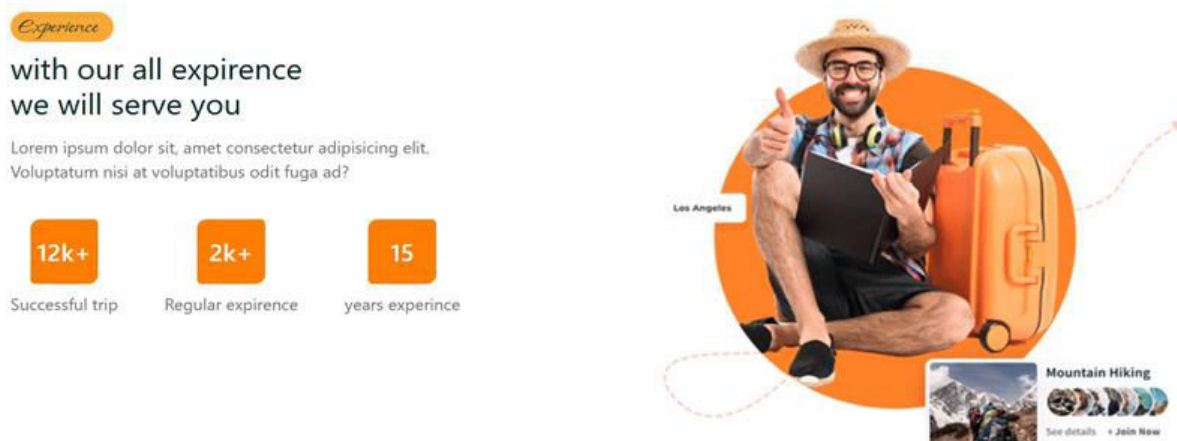 Experience
with our all expirence
we will serve you
Lorem ipsum dolor sit, amet consectetur adipisicing elit.
Voluptatum nisi at voluptatibus odit fuga ad?
12k+
2k+
15
Successful trip
Regular expirence
years experince
Los Angeles
Mountain Hiking
See details + Join Now